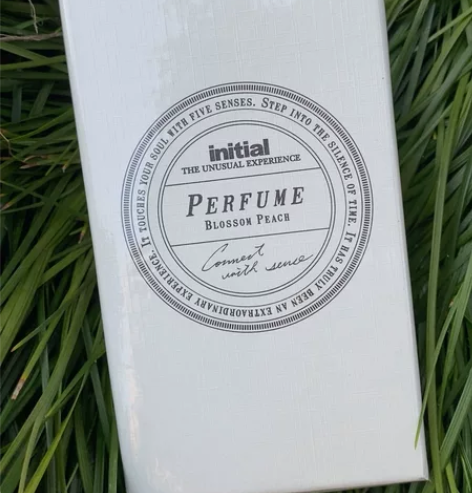 IT TOUCHES YOUR SOUL WITH FIVE SENSES. STEP INTO THE SILENCE OF TIME. IT HAS TRULY BEEN AN EXTRAORDINARY EXPERIENCE.
initial
THE UNUSUAL EXPERIENCE
PERFUME
BLOSSOM PEACH
Connect
with sense